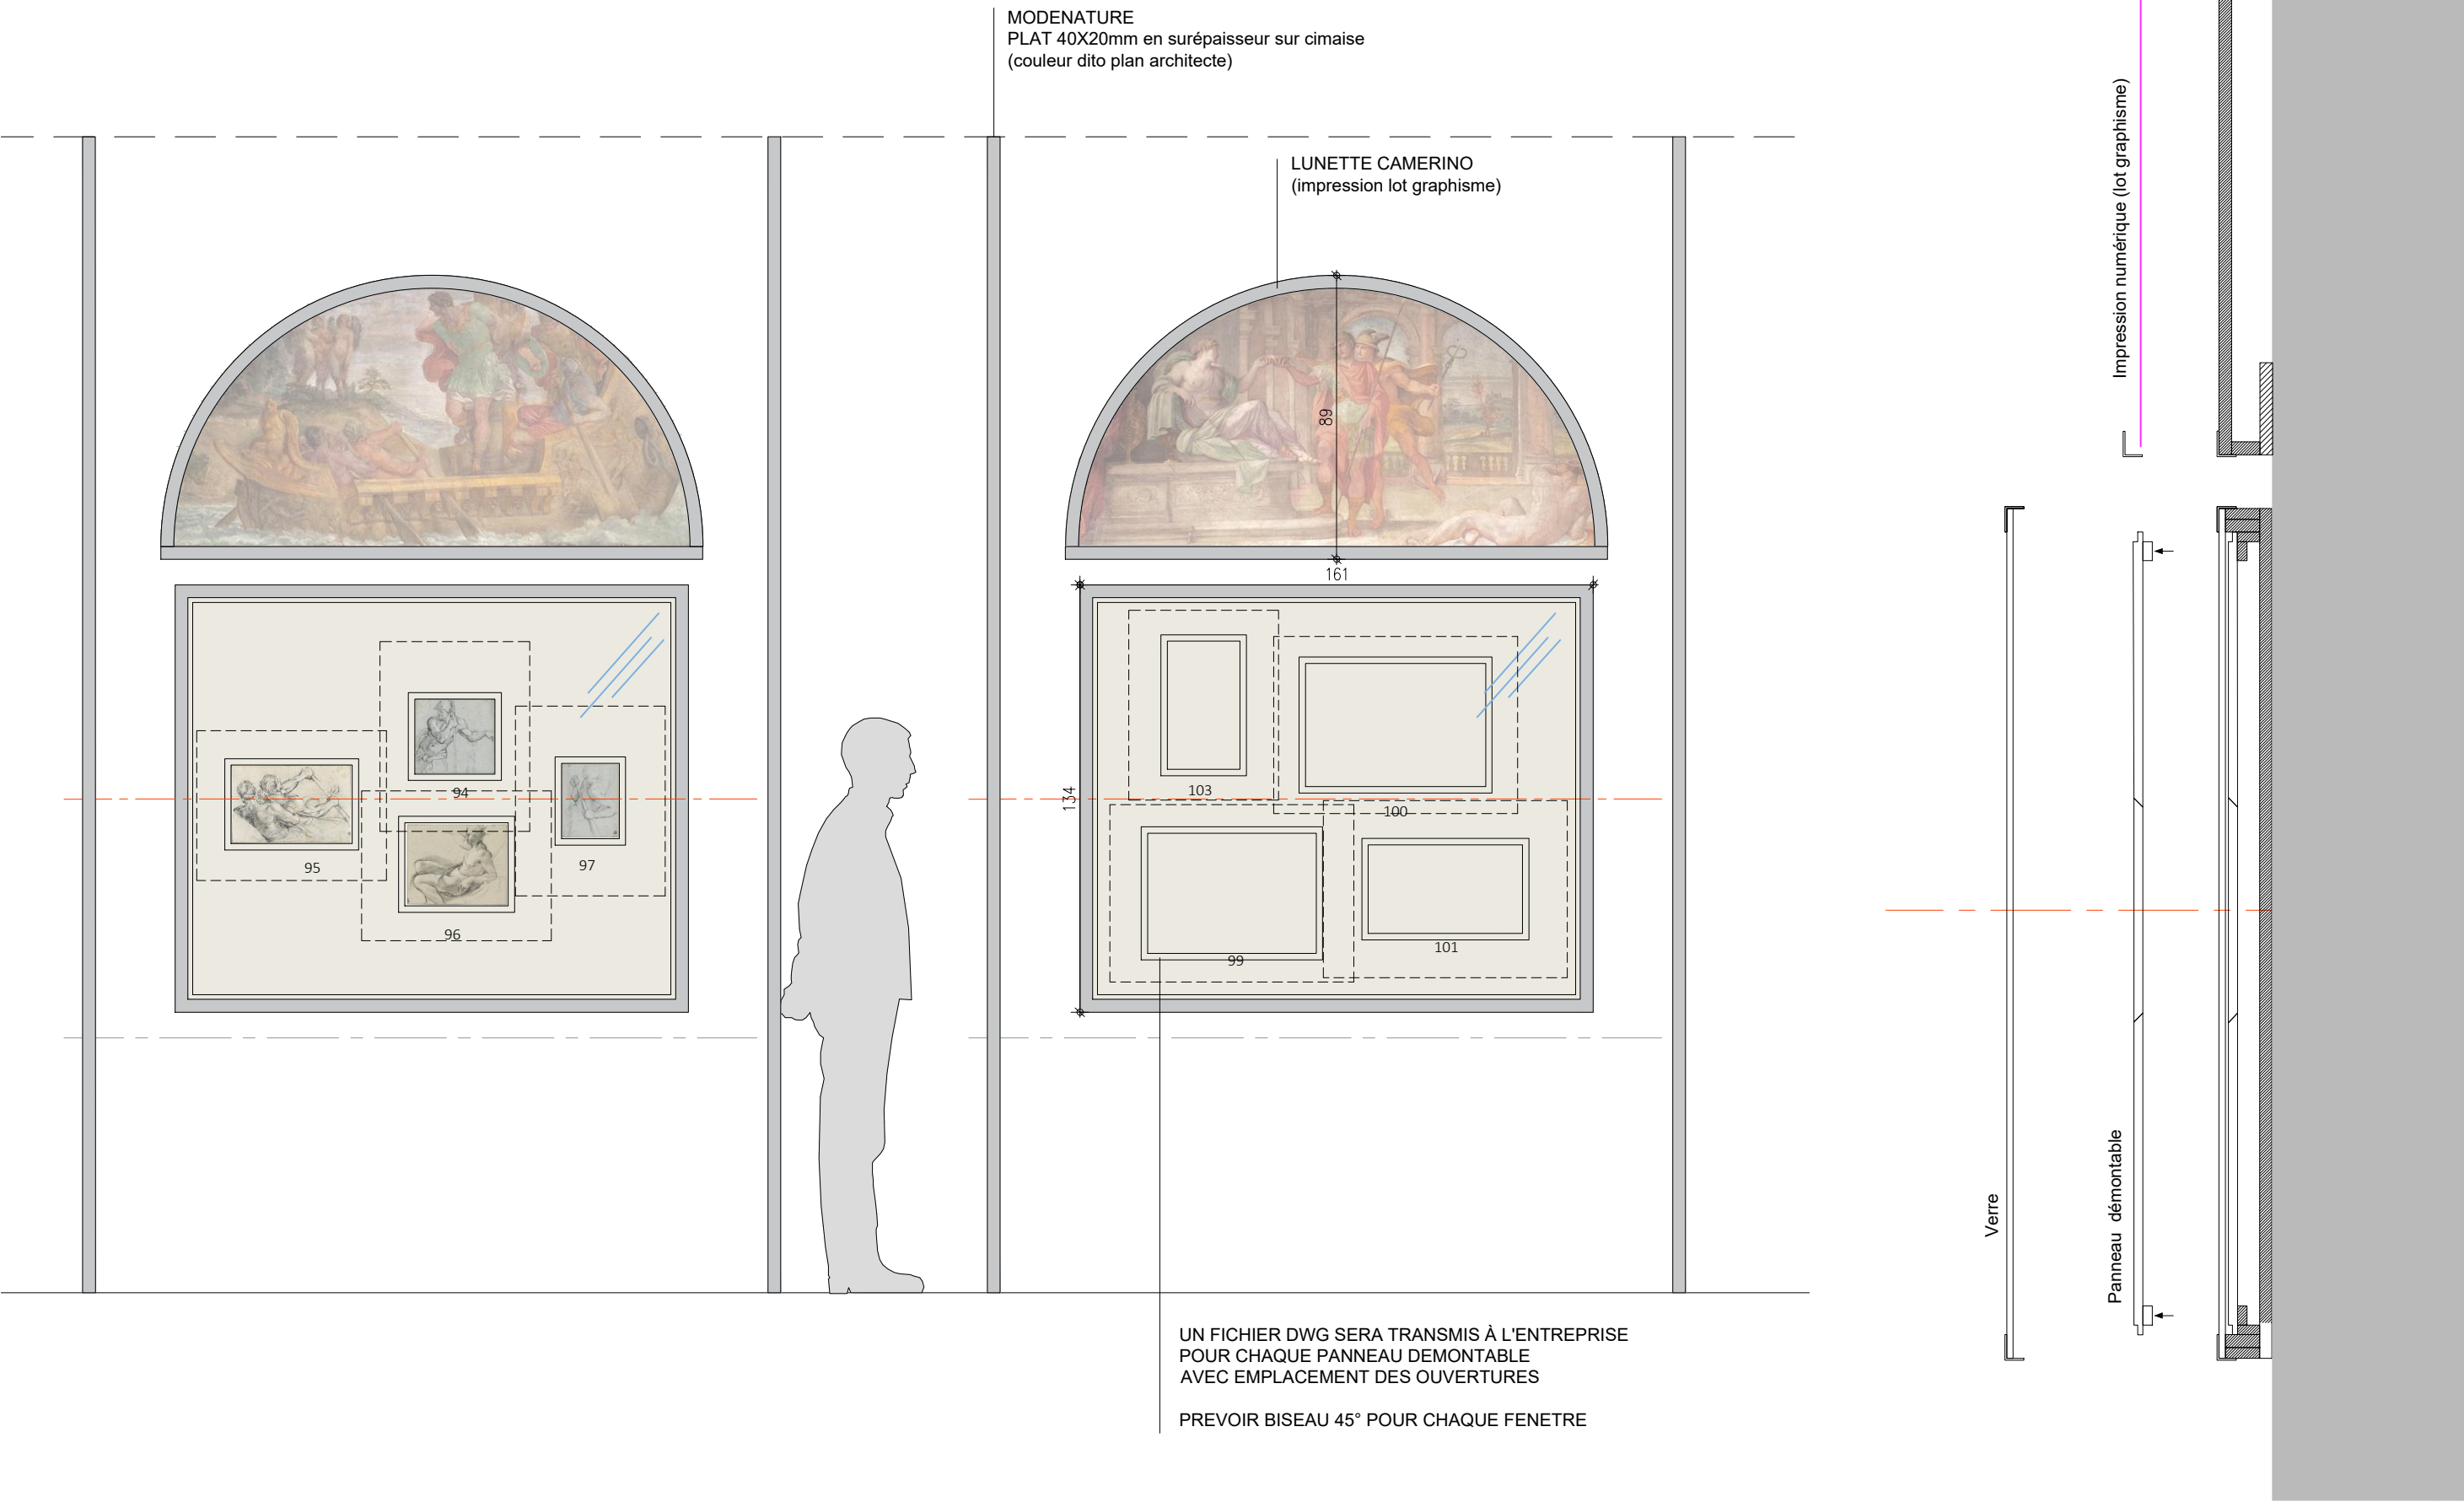 MODENATURE
PLAT 40X20mm en surépaisseur sur cimaise
(couleur dito plan architecte)
LUNETTE CAMERINO
(impression lot graphisme)
Impression numérique (lot graphisme)
89
161
134
94
95
96
97
103
100
99
101
Verre
Panneau démontable
UN FICHIER DWG SERA TRANSMIS À L'ENTREPRISE
POUR CHAQUE PANNEAU DEMONTABLE
AVEC EMPLACEMENT DES OUVERTURES
PREVOIR BISEAU 45° POUR CHAQUE FENETRE